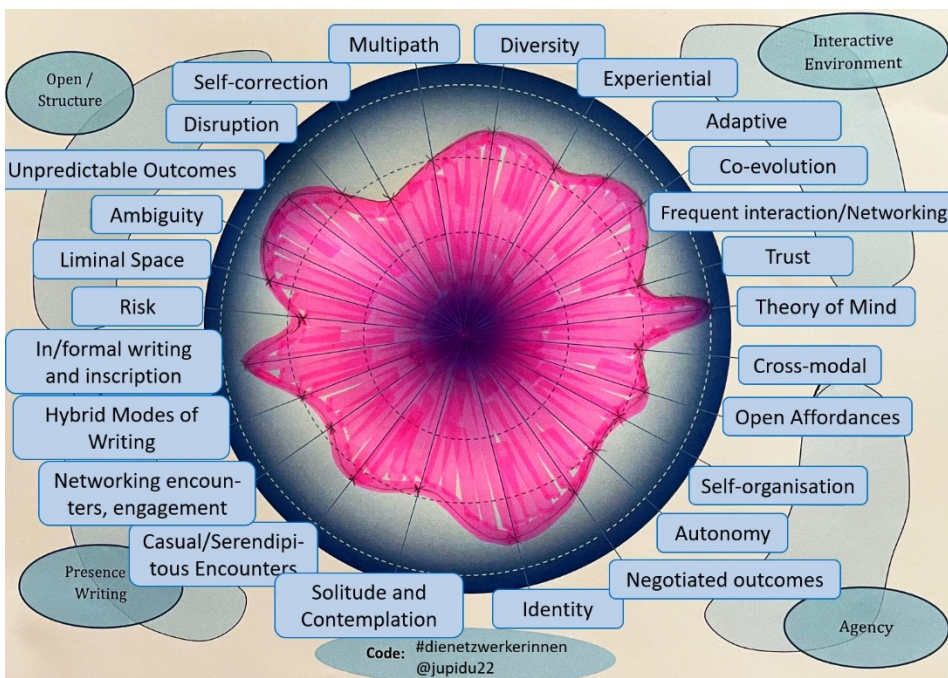 Multipath
Diversity
Open /
Structure
Interactive
Environment
Self-correction
Experiential
Disruption
Adaptive
Unpredictable Outcomes
Co-evolution
Ambiguity
Frequent interaction/Networking
Liminal Space
Trust
Risk
Theory of Mind
In/formal writing
and inscription
Cross-modal
Hybrid Modes of
Writing
Open Affordances
Networking encoun-
ters, engagement
Self-organisation
Casual/Serendipi-
tous Encounters
Autonomy
Presence
Writing
Solitude and
Contemplation
Identity
Negotiated outcomes
Agency
Code: #dienetzwerkerinnen
@jupidu22